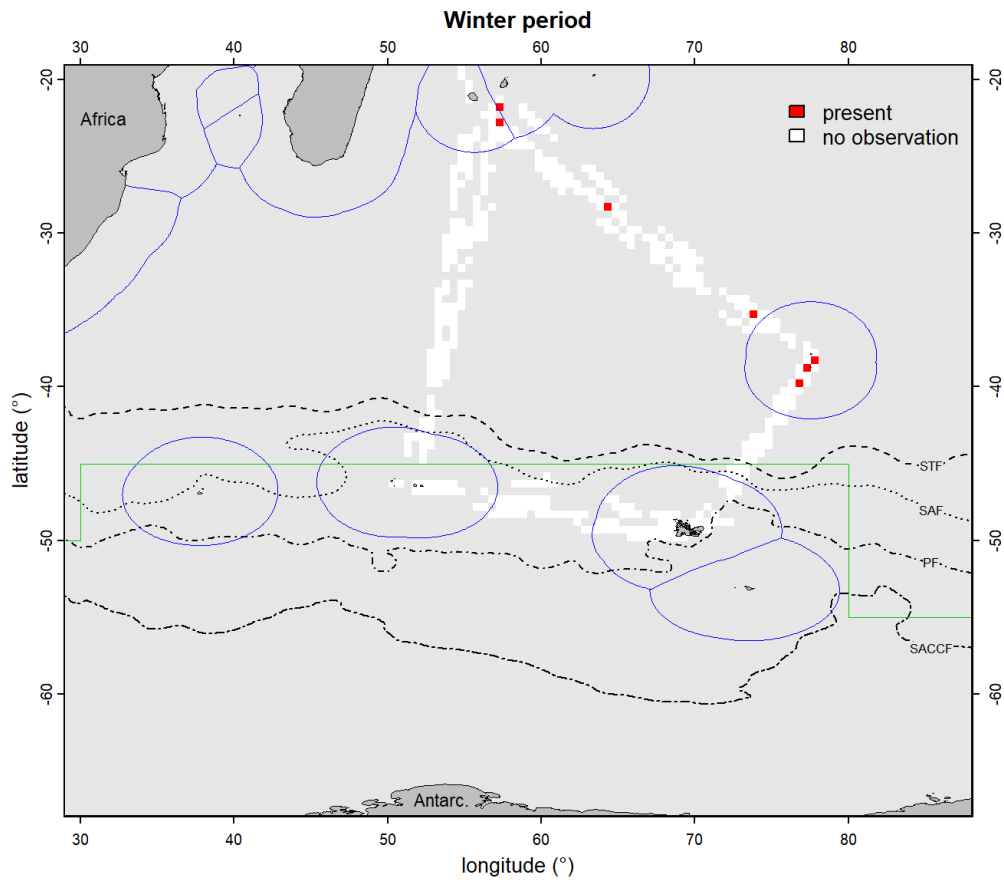 Winter period
30 40 50 60 70 80
-20 -20
Africa
present
no observation
-30 -30
latitude (°)
-40 -40
STF
SAF
-50 -50
PF
SACCF
-60 -60
Antarc.
30 40 50 60 70 80
longitude (°)